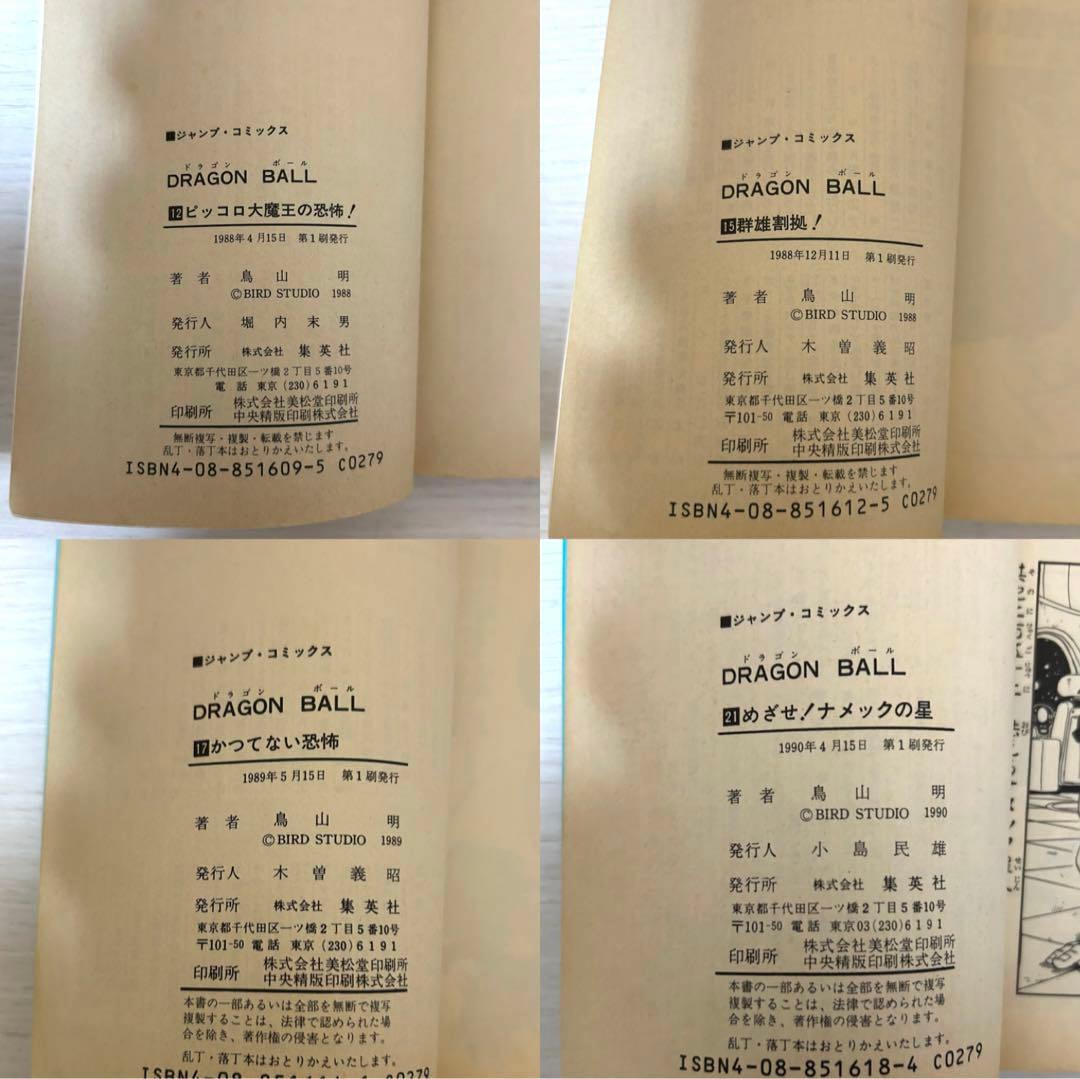 ■ジャンプ・コミックス
ドラゴン ボール
DRAGON BALL
12ピッコロ大魔王の恐怖!
1988年4月15日 第1刷発行
著者 鳥山 明
©BIRD STUDIO 1988
発行人 堀内末男
発行所 株式会社 集英社
東京都千代田区一ツ橋2丁目5番10号
電話 東京(230)6191
印刷所 株式会社美松堂印刷所
中央精版印刷株式会社
無断複写・複製・転載を禁じます
乱丁・落丁本はおとりかえいたします。
ISBN4-08-851609-5 C0279
■ジャンプ・コミックス
ドラゴン ボール
DRAGON BALL
15群雄割拠!
1988年12月11日 第1刷発行
著者 鳥山 明
©BIRD STUDIO 1988
発行人 木曽義昭
発行所 株式会社 集英社
東京都千代田区一ツ橋2丁目5番10号
〒101-50 電話 東京(230)6191
印刷所 株式会社美松堂印刷所
中央精版印刷株式会社
無断複写・複製・転載を禁じます
乱丁・落丁本はおとりかえいたします。
ISBN4-08-851612-5 C0279
■ジャンプ・コミックス
ドラゴン ボール
DRAGON BALL
17かつてない恐怖
1989年5月15日 第1刷発行
著者 鳥山 明
©BIRD STUDIO 1989
発行人 木曽義昭
発行所 株式会社 集英社
東京都千代田区一ツ橋2丁目5番10号
〒101-50 電話 東京(230)6191
印刷所 株式会社美松堂印刷所
中央精版印刷株式会社
本書の一部あるいは全部を無断で複写
複製することは、法律で認められた場
合を除き、著作権の侵害となります。
乱丁・落丁本はおとりかえいたします。
C0279
■ジャンプ・コミックス
ドラゴン ボール
DRAGON BALL
21めざせ!ナメックの星
1990年4月15日 第1刷発行
著者 鳥山 明
©BIRD STUDIO 1990
発行人 小島民雄
発行所 株式会社 集英社
東京都千代田区一ツ橋2丁目5番10号
〒101-50 電話 東京03(230)6191
印刷所 株式会社美松堂印刷所
中央精版印刷株式会社
本書の一部あるいは全部を無断で複写
複製することは、法律で認められた場
合を除き、著作権の侵害となります。
乱丁・落丁本はおとりかえいたします。
ISBN4-08-851618-4 C0279